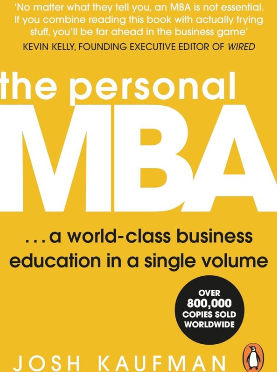 'No matter what they tell you, an MBA is not essential.
If you combine reading this book with actually trying
stuff, you'll be far ahead in the business game'
KEVIN KELLY, FOUNDING EXECUTIVE EDITOR OF WIRED
the personal
MBA
...a world-class business
education in a single volume
OVER
800,000
COPIES SOLD
WORLDWIDE
JOSH KAUFMAN